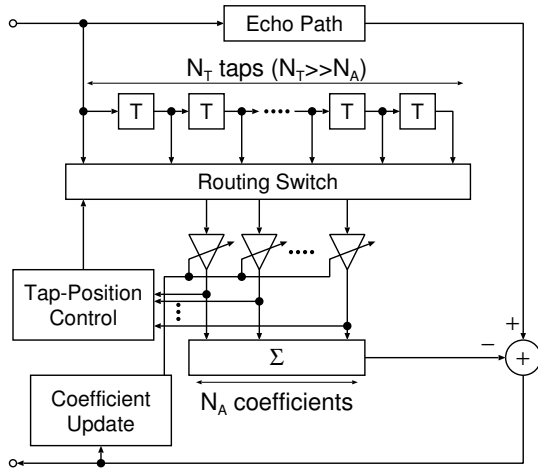 Echo Path
N_T taps (N_T>>N_A)
T T T T
Routing Switch
Tap-Position
Control
+
− +
Σ
Coefficient
Update
N_A coefficients